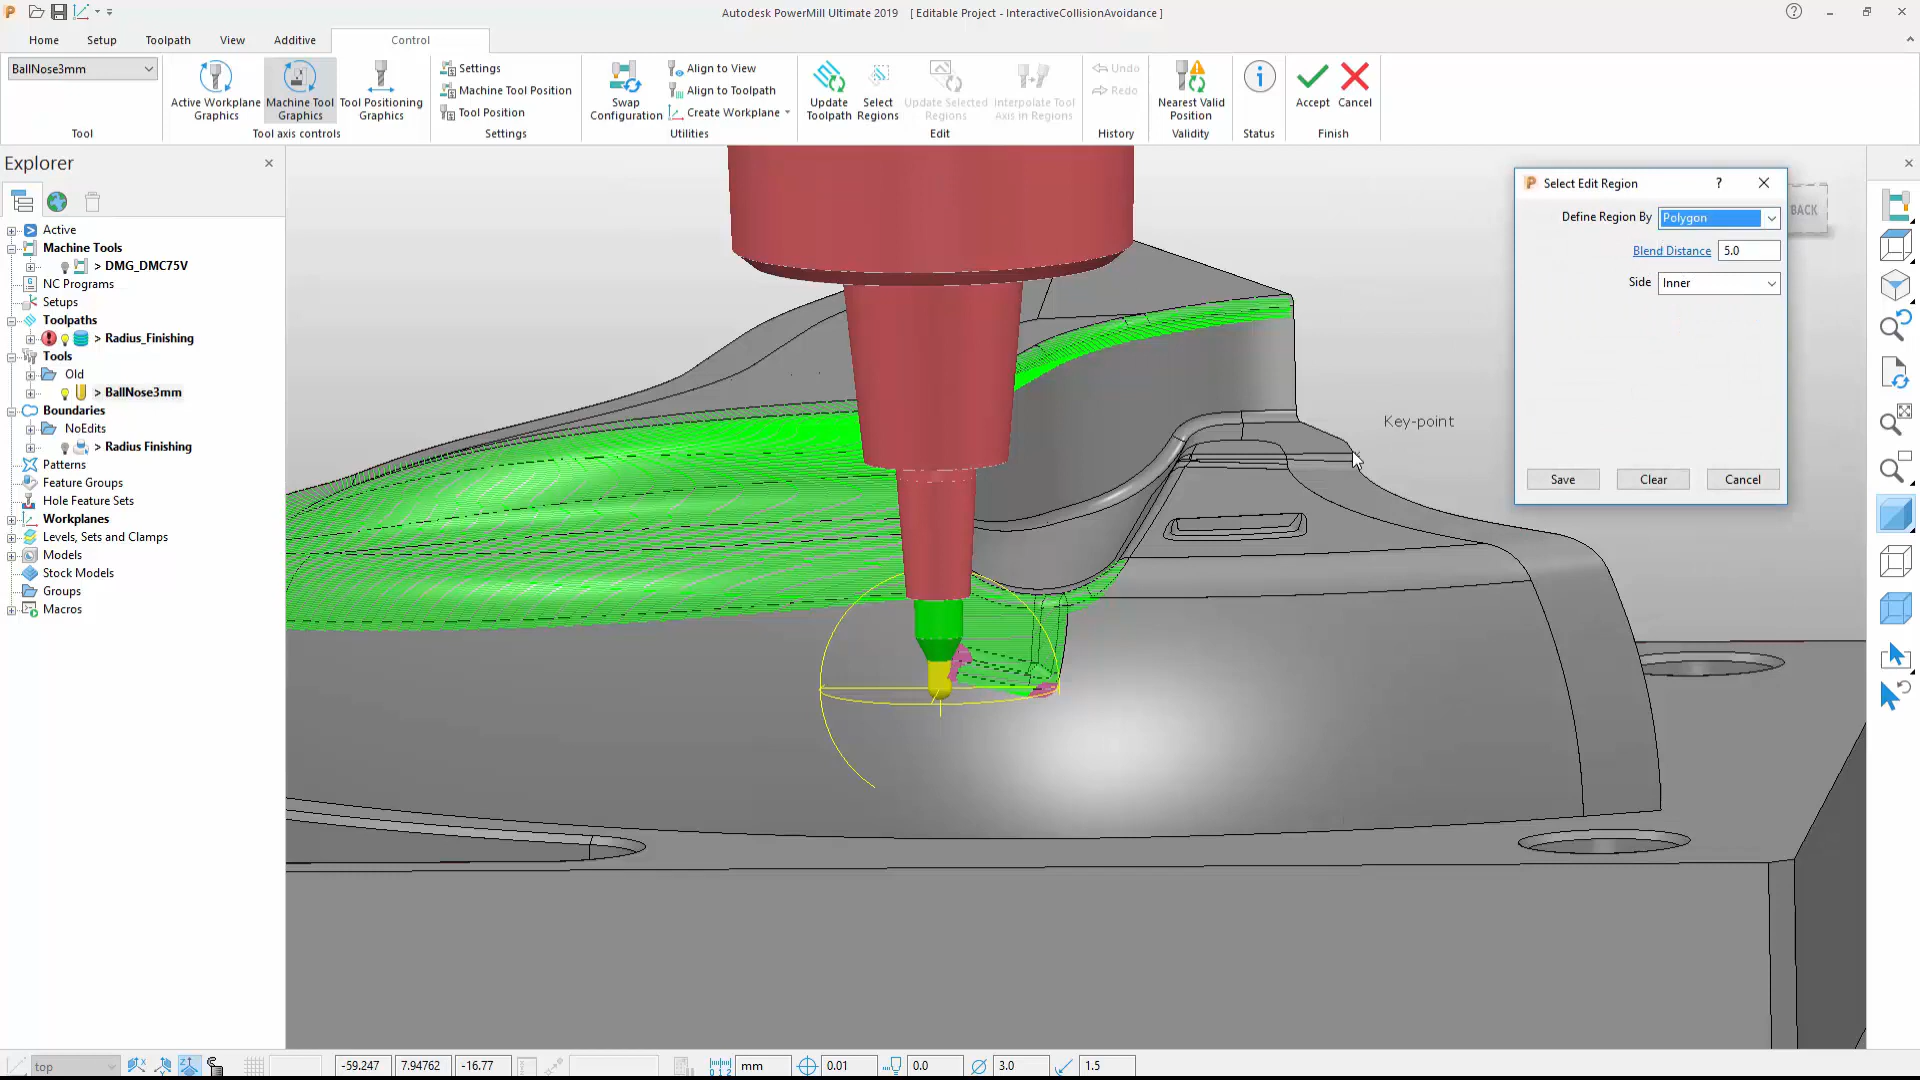 Autodesk PowerMill Ultimate 2019 [ Editable Project - InteractiveCollisionAvoidance ]
Home Setup Toolpath View Additive Control
BallNose3mm
Tool
Active Workplane Graphics
Machine Tool Graphics
Tool Positioning Graphics
Tool axis controls
Settings
Machine Tool Position
Tool Position
Settings
Swap Configuration
Align to View
Align to Toolpath
Create Workplane
Utilities
Update Toolpath
Select Regions
Update Selected Regions
Interpolate Tool Axis in Regions
Edit
Undo
Redo
History
Nearest Valid Position
Validity
Status
Accept
Cancel
Finish
Explorer
Active
Machine Tools
> DMG_DMC75V
NC Programs
Setups
Toolpaths
> Radius_Finishing
Tools
Old
> BallNose3mm
Boundaries
NoEdits
> Radius Finishing
Patterns
Feature Groups
Hole Feature Sets
Workplanes
Levels, Sets and Clamps
Models
Stock Models
Groups
Macros
Key-point
BACK
Select Edit Region ?
Define Region By Polygon
Blend Distance 5.0
Side Inner
Save Clear Cancel
top -59.247 7.94762 -16.77 mm 0.01 0.0 3.0 1.5